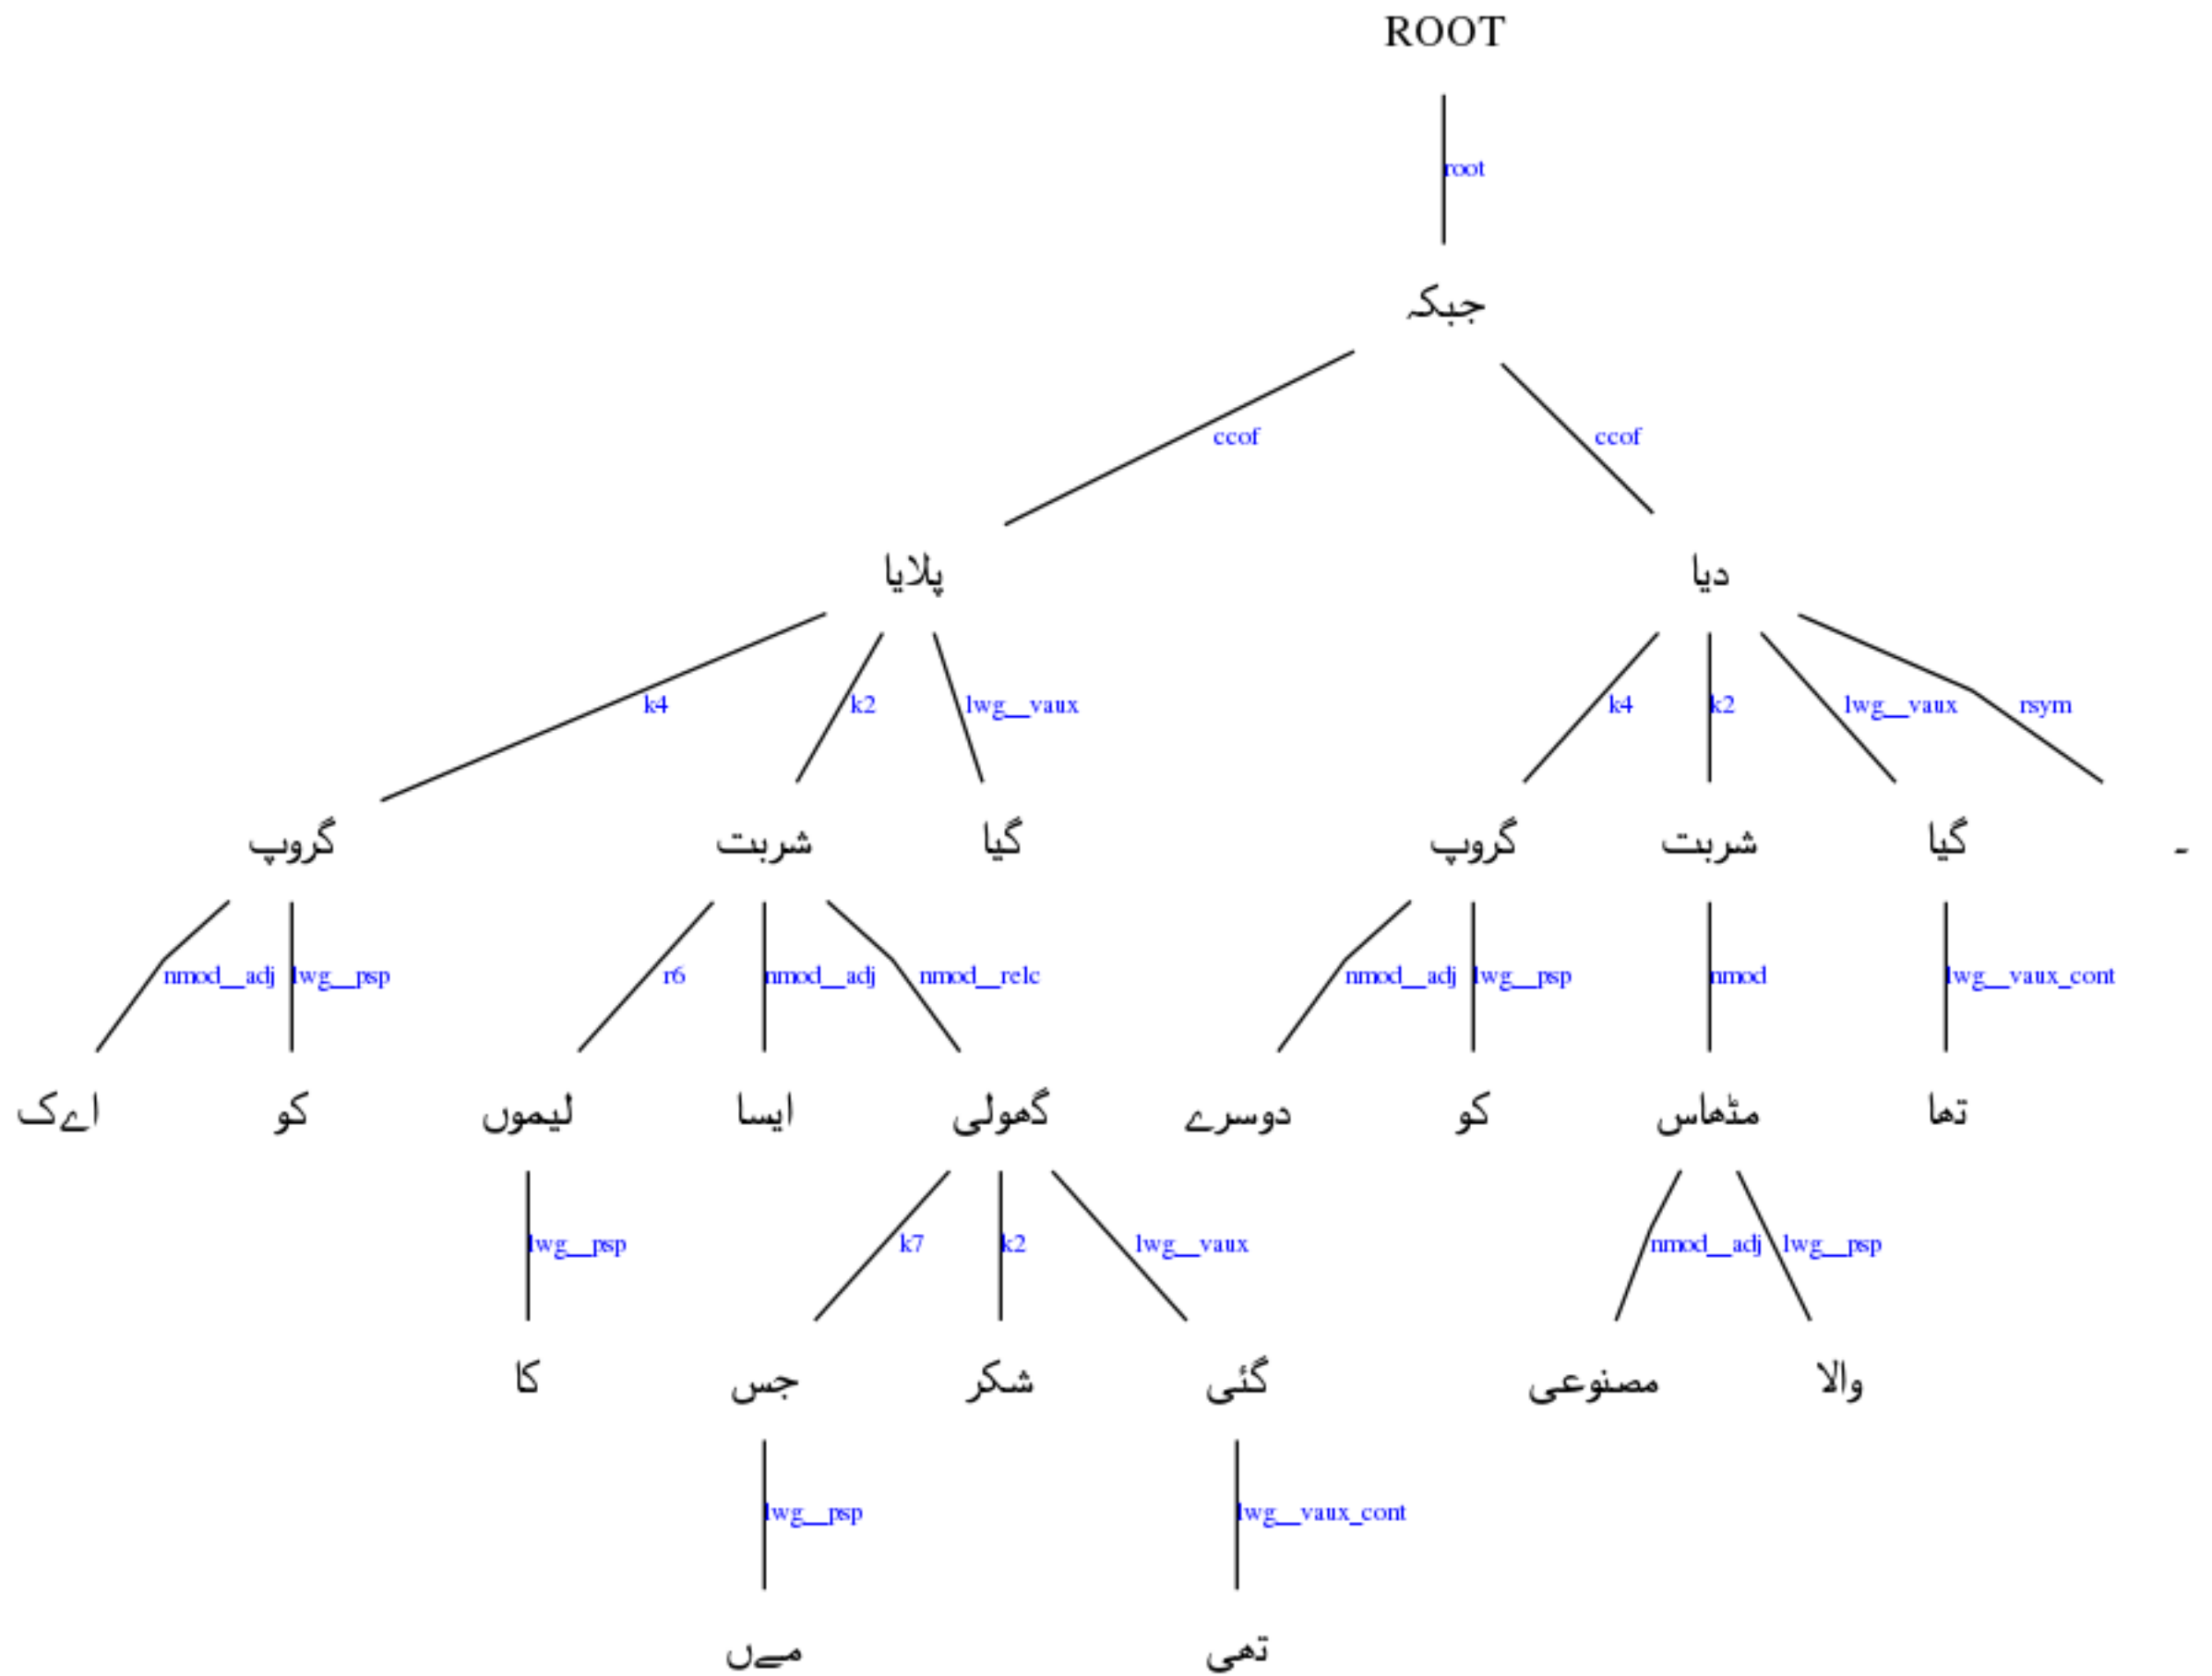 ROOT
root
جبکہ
ccof ccof
پلایا دیا
k4 k2 lwg__vaux k4 k2 lwg__vaux rsym
گروپ شربت گیا گروپ شربت گیا ۔
nmod__adj lwg__psp r6 nmod__adj nmod__relc nmod__adj lwg__psp nmod lwg__vaux_cont
اےک کو لیموں ایسا گھولی دوسرے کو مٹھاس تھا
lwg__psp k7 k2 lwg__vaux nmod__adj lwg__psp
کا جس شکر گئی مصنوعی والا
lwg__psp lwg__vaux_cont
مےں تھی